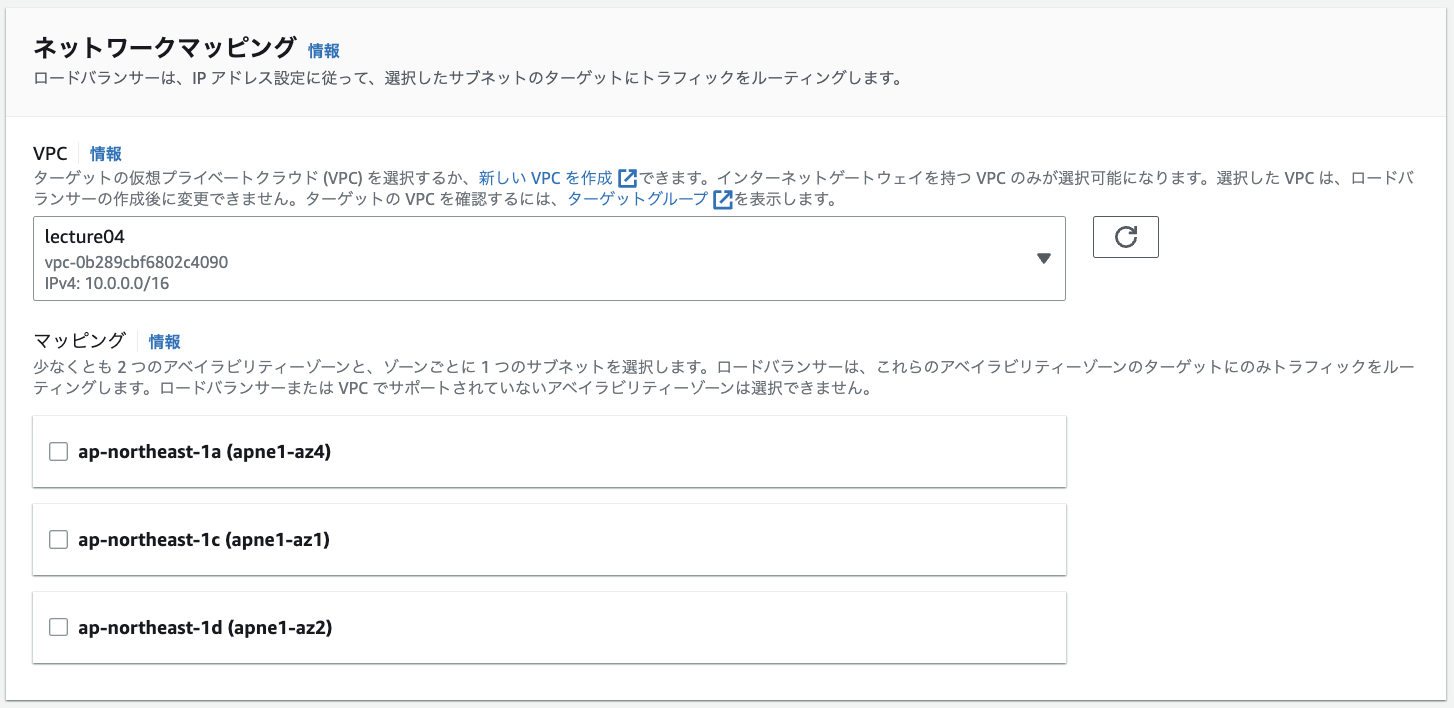 ネットワークマッピング 情報
ロードバランサーは、IP アドレス設定に従って、選択したサブネットのターゲットにトラフィックをルーティングします。
VPC 情報
ターゲットの仮想プライベートクラウド (VPC) を選択するか、新しい VPC を作成 できます。インターネットゲートウェイを持つ VPC のみが選択可能になります。選択した VPC は、ロードバ
ランサーの作成後に変更できません。ターゲットの VPC を確認するには、ターゲットグループ を表示します。
lecture04
vpc-0b289cbf6802c4090
IPv4: 10.0.0.0/16
マッピング 情報
少なくとも 2 つのアベイラビリティーゾーンと、ゾーンごとに 1 つのサブネットを選択します。ロードバランサーは、これらのアベイラビリティーゾーンのターゲットにのみトラフィックをルー
ティングします。ロードバランサーまたは VPC でサポートされていないアベイラビリティーゾーンは選択できません。
ap-northeast-1a (apne1-az4)
ap-northeast-1c (apne1-az1)
ap-northeast-1d (apne1-az2)